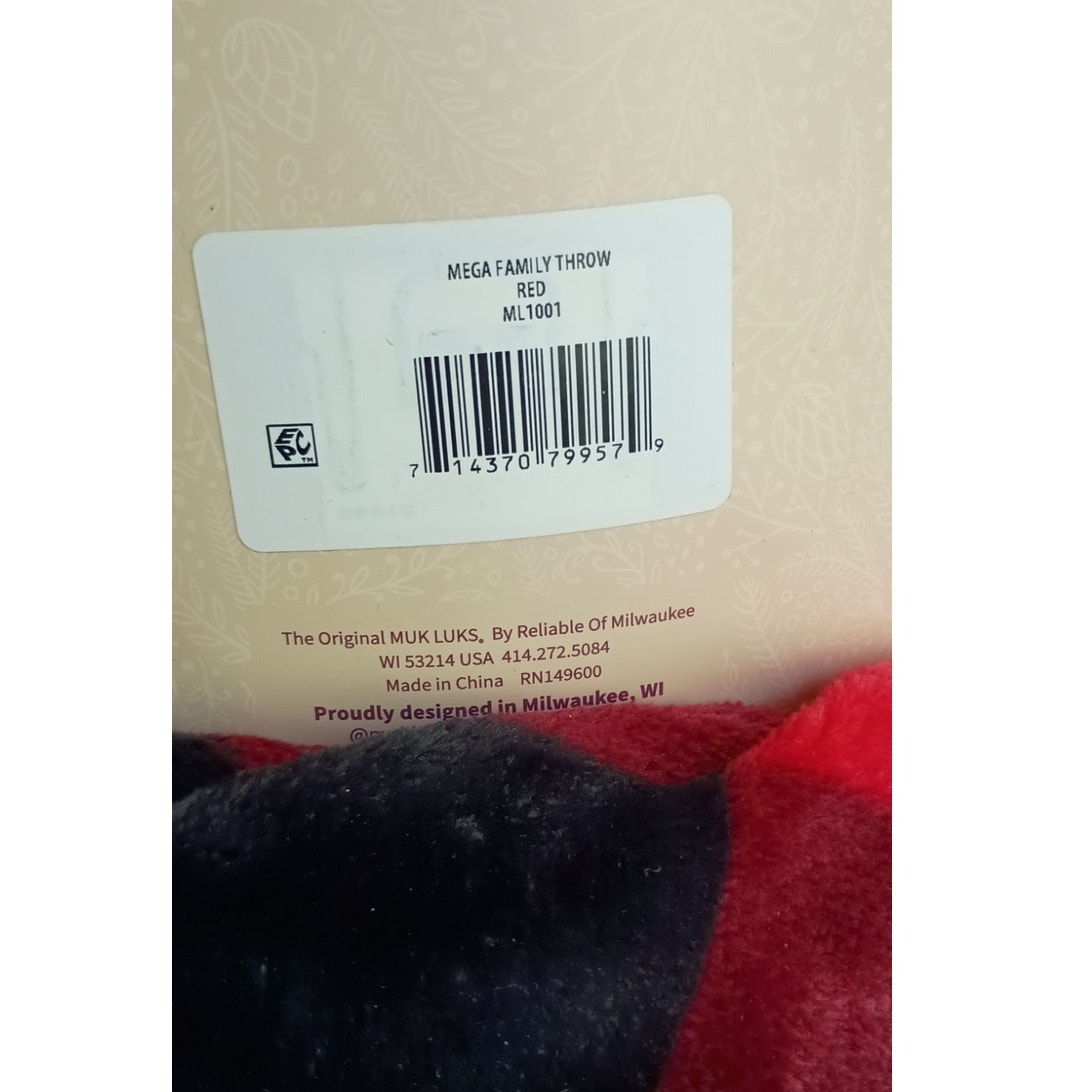 MEGA FAMILY THROW
RED
ML1001
EPC™
7 14370 79957 9
The Original MUK LUKS® By Reliable Of Milwaukee
WI 53214 USA 414.272.5084
Made in China RN149600
Proudly designed in Milwaukee, WI